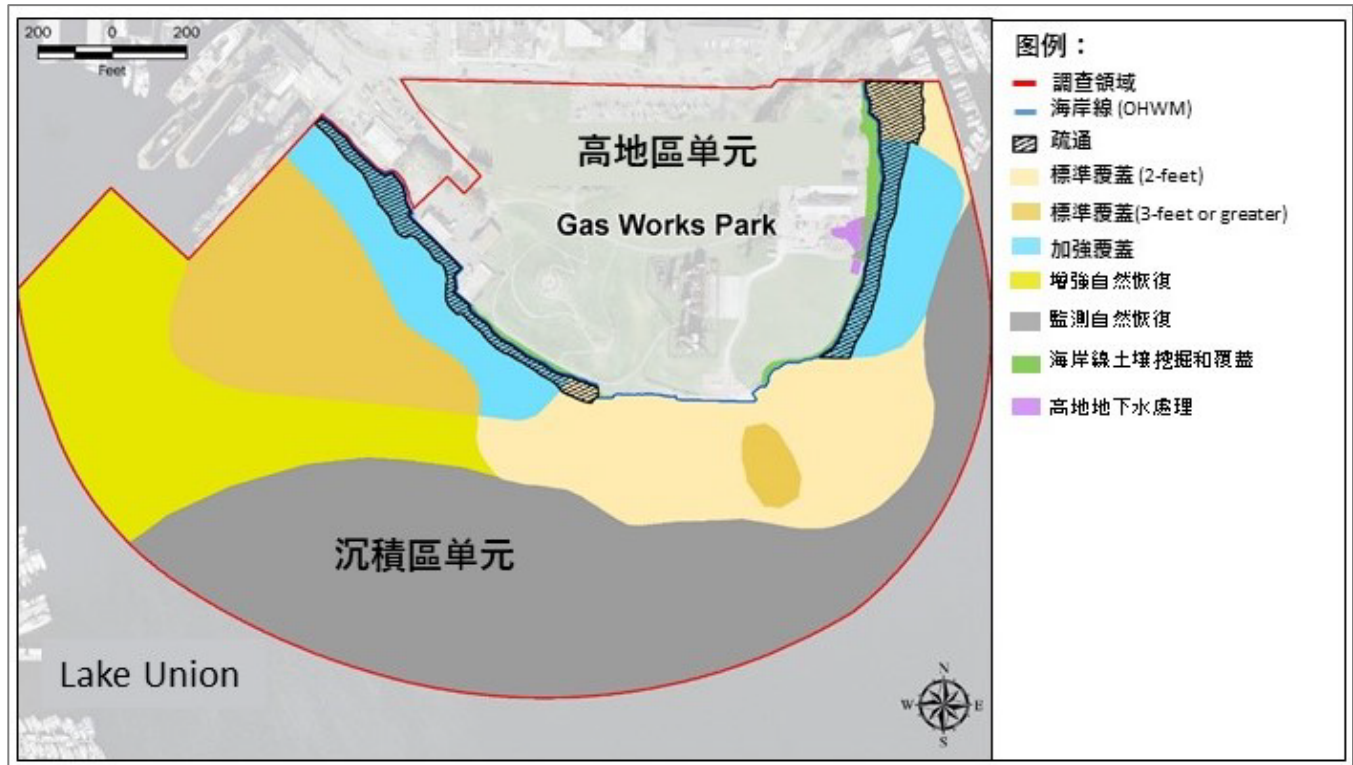 200 0 200
Feet
高地區单元
Gas Works Park
沉積區单元
Lake Union
N
W E
S
图例：
調查領域
海岸線 (OHWM)
疏通
標準覆蓋 (2-feet)
標準覆蓋(3-feet or greater)
加強覆蓋
增強自然恢復
監測自然恢復
海岸線土壤挖掘和覆蓋
高地地下水處理